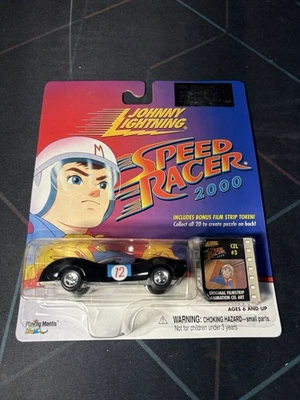 JOHNNY
LIGHTNING
M
SPEED
RACER
2000
INCLUDES BONUS FILM STRIP TOKEN!
Collect all 20 to create puzzle on back!
12
CEL
#3
ORIGINAL FILMSTRIP
ANIMATION CEL ART
AGES 6 AND UP
Playing Mantis
WARNING: CHOKING HAZARD—small parts.
Not for children under 3 years.